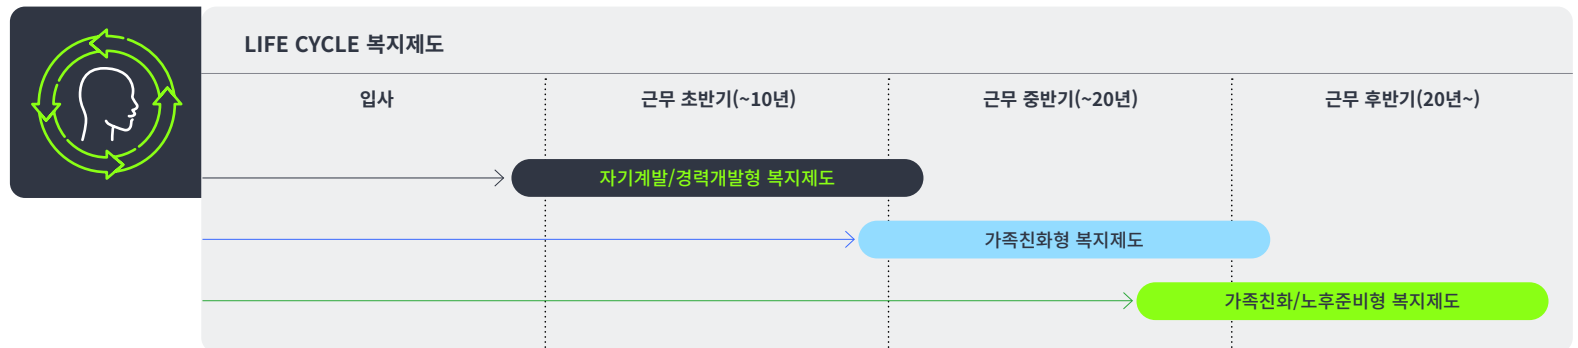 LIFE CYCLE 복지제도
입사
근무 초반기(~10년)
근무 중반기(~20년)
근무 후반기(20년~)
자기계발/경력개발형 복지제도
가족친화형 복지제도
가족친화/노후준비형 복지제도